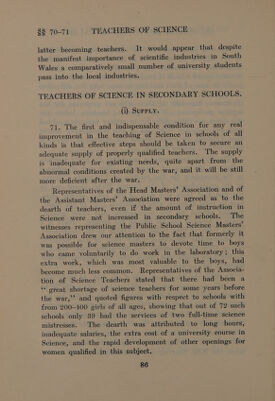 §§ 70–71 TEACHERS OF SCIENCE
latter becoming teachers. It would appear that despite
the manifest importance of scientific industries in South
Wales a comparatively small number of university students
pass into the local industries.
TEACHERS OF SCIENCE IN SECONDARY SCHOOLS.
(i) SUPPLY.
71. The first and indispensable condition for any real
improvement in the teaching of Science in schools of all
kinds is that effective steps should be taken to secure an
adequate supply of properly qualified teachers. The supply
is inadequate for existing needs, quite apart from the
abnormal conditions created by the war, and it will be still
more deficient after the war.
Representatives of the Head Masters' Association and of
the Assistant Masters' Association were agreed as to the
dearth of teachers, even if the amount of instruction in
Science were not increased in secondary schools. The
witnesses representing the Public School Science Masters'
Association drew our attention to the fact that formerly it
was possible for science masters to devote time to boys
who came voluntarily to do work in the laboratory; this
extra work, which was most valuable to the boys, had
become much less common. Representatives of the Associa-
tion of Science Teachers stated that there had been a
" great shortage of science teachers for some years before
the war," and quoted figures with respect to schools with
from 200–400 girls of all ages, showing that out of 72 such
schools only 39 had the services of two full-time science
mistresses. The dearth was attributed to long hours,
inadequate salaries, the extra cost of a university course in
Science, and the rapid development of other openings for
women qualified in this subject.
86